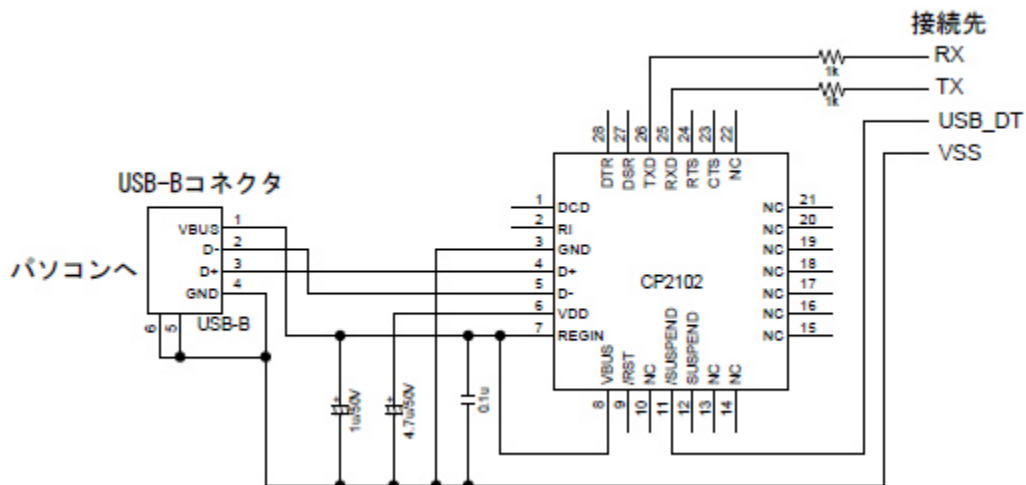 接続先
RX
1k
TX
1k
USB_DT
VSS
28 27 26 25 24 23 22
DTR DSR TXD RXD RTS CTS NC
USB-Bコネクタ
パソコンへ
VBUS 1
D- 2
D+ 3
GND 4
USB-B
6 5
1 DCD
2 RI
3 GND
4 D+
5 D-
6 VDD
7 REGIN
CP2102
NC 21
NC 20
NC 19
NC 18
NC 17
NC 16
NC 15
VBUS /RST NC /SUSPEND SUSPEND NC NC
8 9 10 11 12 13 14
+ 1u/50V
+ 4.7u/50V
0.1u